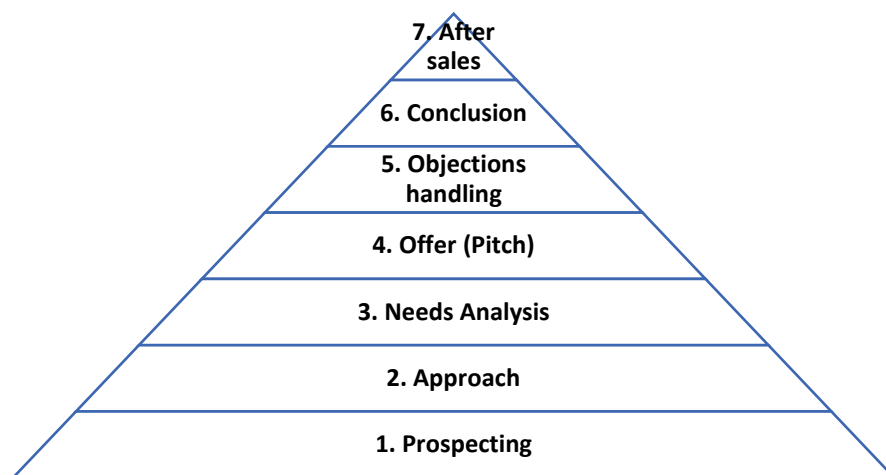 7. After
sales
6. Conclusion
5. Objections
handling
4. Offer (Pitch)
3. Needs Analysis
2. Approach
1. Prospecting